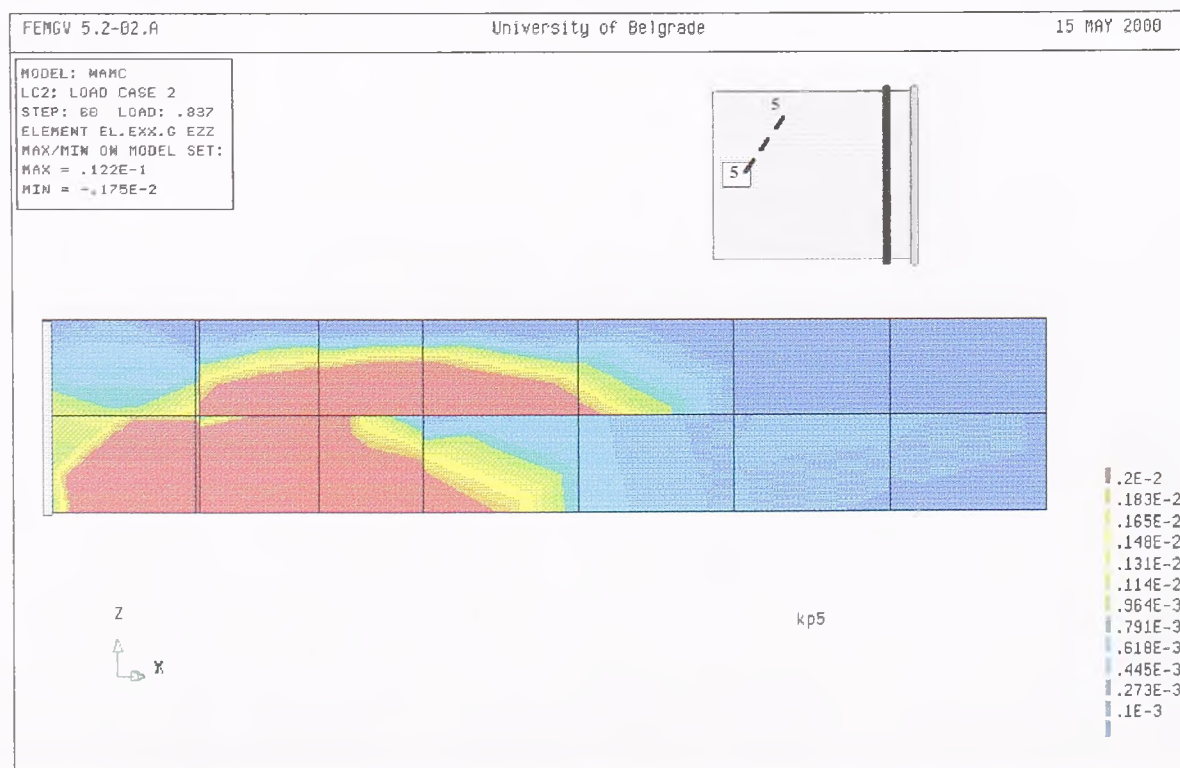 FEMGV 5.2-02.A
University of Belgrade
15 MAY 2000
MODEL: WAMC
LC2: LOAD CASE 2
STEP: 60 LOAD: .837
ELEMENT EL.EXX.G EZZ
MAX/MIN ON MODEL SET:
MAX = .122E-1
MIN = -.175E-2
5
5
.2E-2
.183E-2
.165E-2
.148E-2
.131E-2
.114E-2
.964E-3
.791E-3
.618E-3
.445E-3
.273E-3
.1E-3
Z
X
kp5